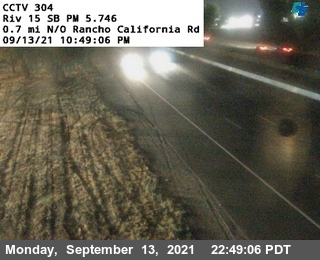 CCTV 304
Riv 15 SB PM 5.746
0.7 mi N/O Rancho California Rd
09/13/21 10:49:06 PM
Monday, September 13, 2021 22:49:06 PDT